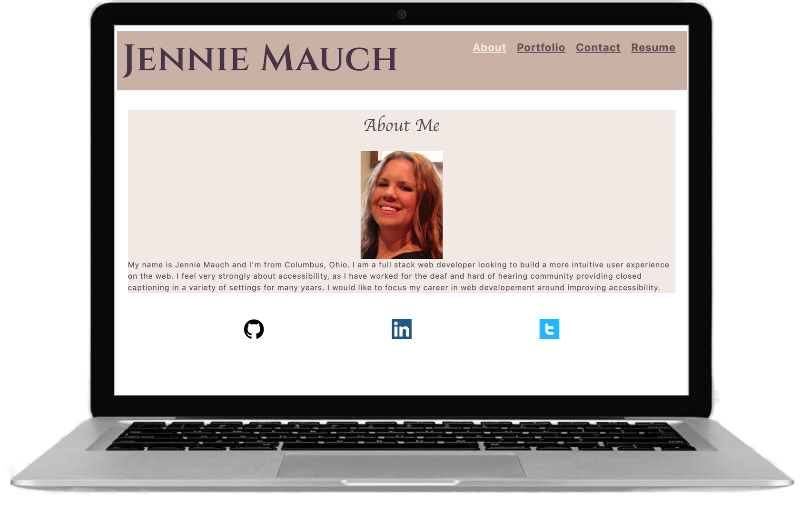 Jennie Mauch
About Portfolio Contact Resume
About Me
My name is Jennie Mauch and I'm from Columbus, Ohio. I am a full stack web developer looking to build a more intuitive user experience
on the web. I feel very strongly about accessibility, as I have worked for the deaf and hard of hearing community providing closed
captioning in a variety of settings for many years. I would like to focus my career in web developement around improving accessibility.
in
t